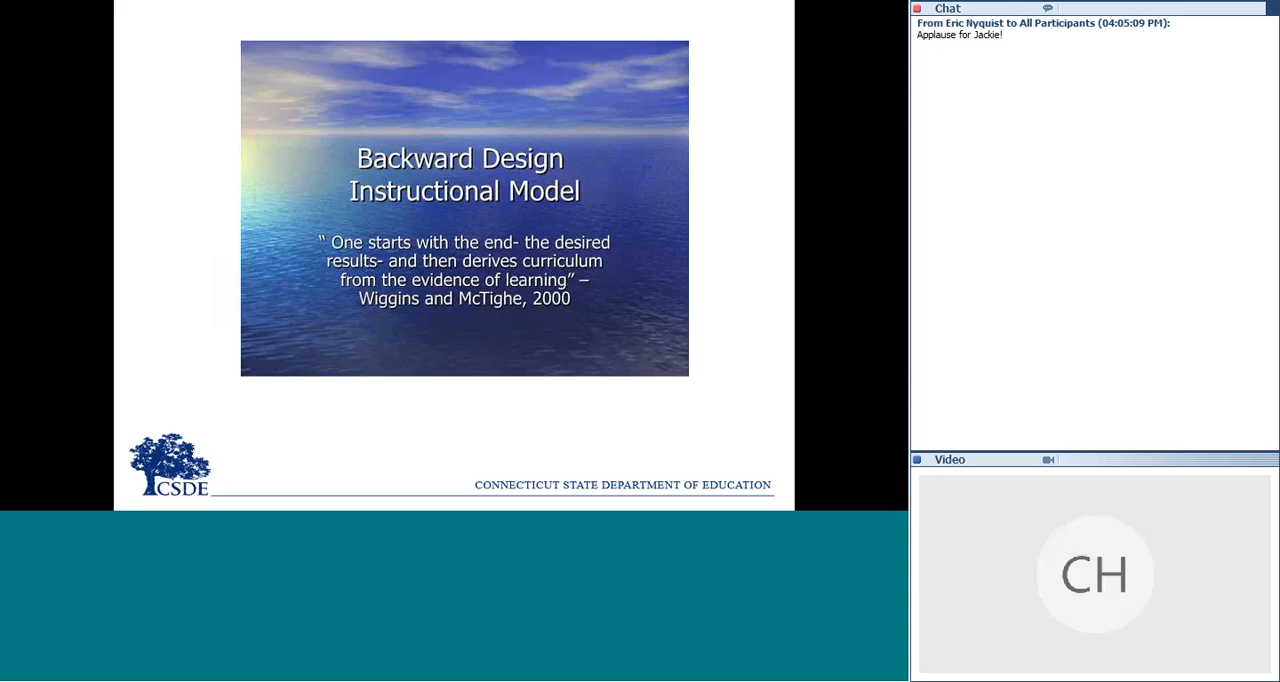 Backward Design
Instructional Model
“ One starts with the end- the desired
results- and then derives curriculum
from the evidence of learning” –
Wiggins and McTighe, 2000
CSDE
CONNECTICUT STATE DEPARTMENT OF EDUCATION
Chat
From Eric Nyquist to All Participants (04:05:09 PM):
Applause for Jackie!
Video
CH